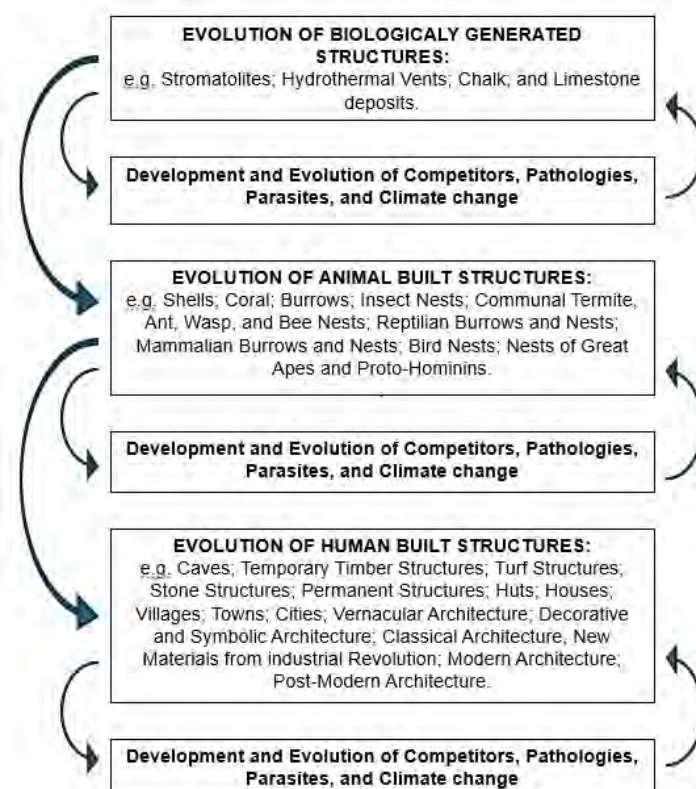 EVOLUTION OF BIOLOGICALY GENERATED
STRUCTURES:
e.g. Stromatolites; Hydrothermal Vents; Chalk; and Limestone
deposits.
Development and Evolution of Competitors, Pathologies,
Parasites, and Climate change
EVOLUTION OF ANIMAL BUILT STRUCTURES:
e.g. Shells; Coral; Burrows; Insect Nests; Communal Termite,
Ant, Wasp, and Bee Nests; Reptilian Burrows and Nests;
Mammalian Burrows and Nests; Bird Nests; Nests of Great
Apes and Proto-Hominins.
Development and Evolution of Competitors, Pathologies,
Parasites, and Climate change
EVOLUTION OF HUMAN BUILT STRUCTURES:
e.g. Caves; Temporary Timber Structures; Turf Structures;
Stone Structures; Permanent Structures; Huts; Houses;
Villages; Towns; Cities; Vernacular Architecture; Decorative
and Symbolic Architecture; Classical Architecture, New
Materials from industrial Revolution; Modern Architecture;
Post-Modern Architecture.
Development and Evolution of Competitors, Pathologies,
Parasites, and Climate change